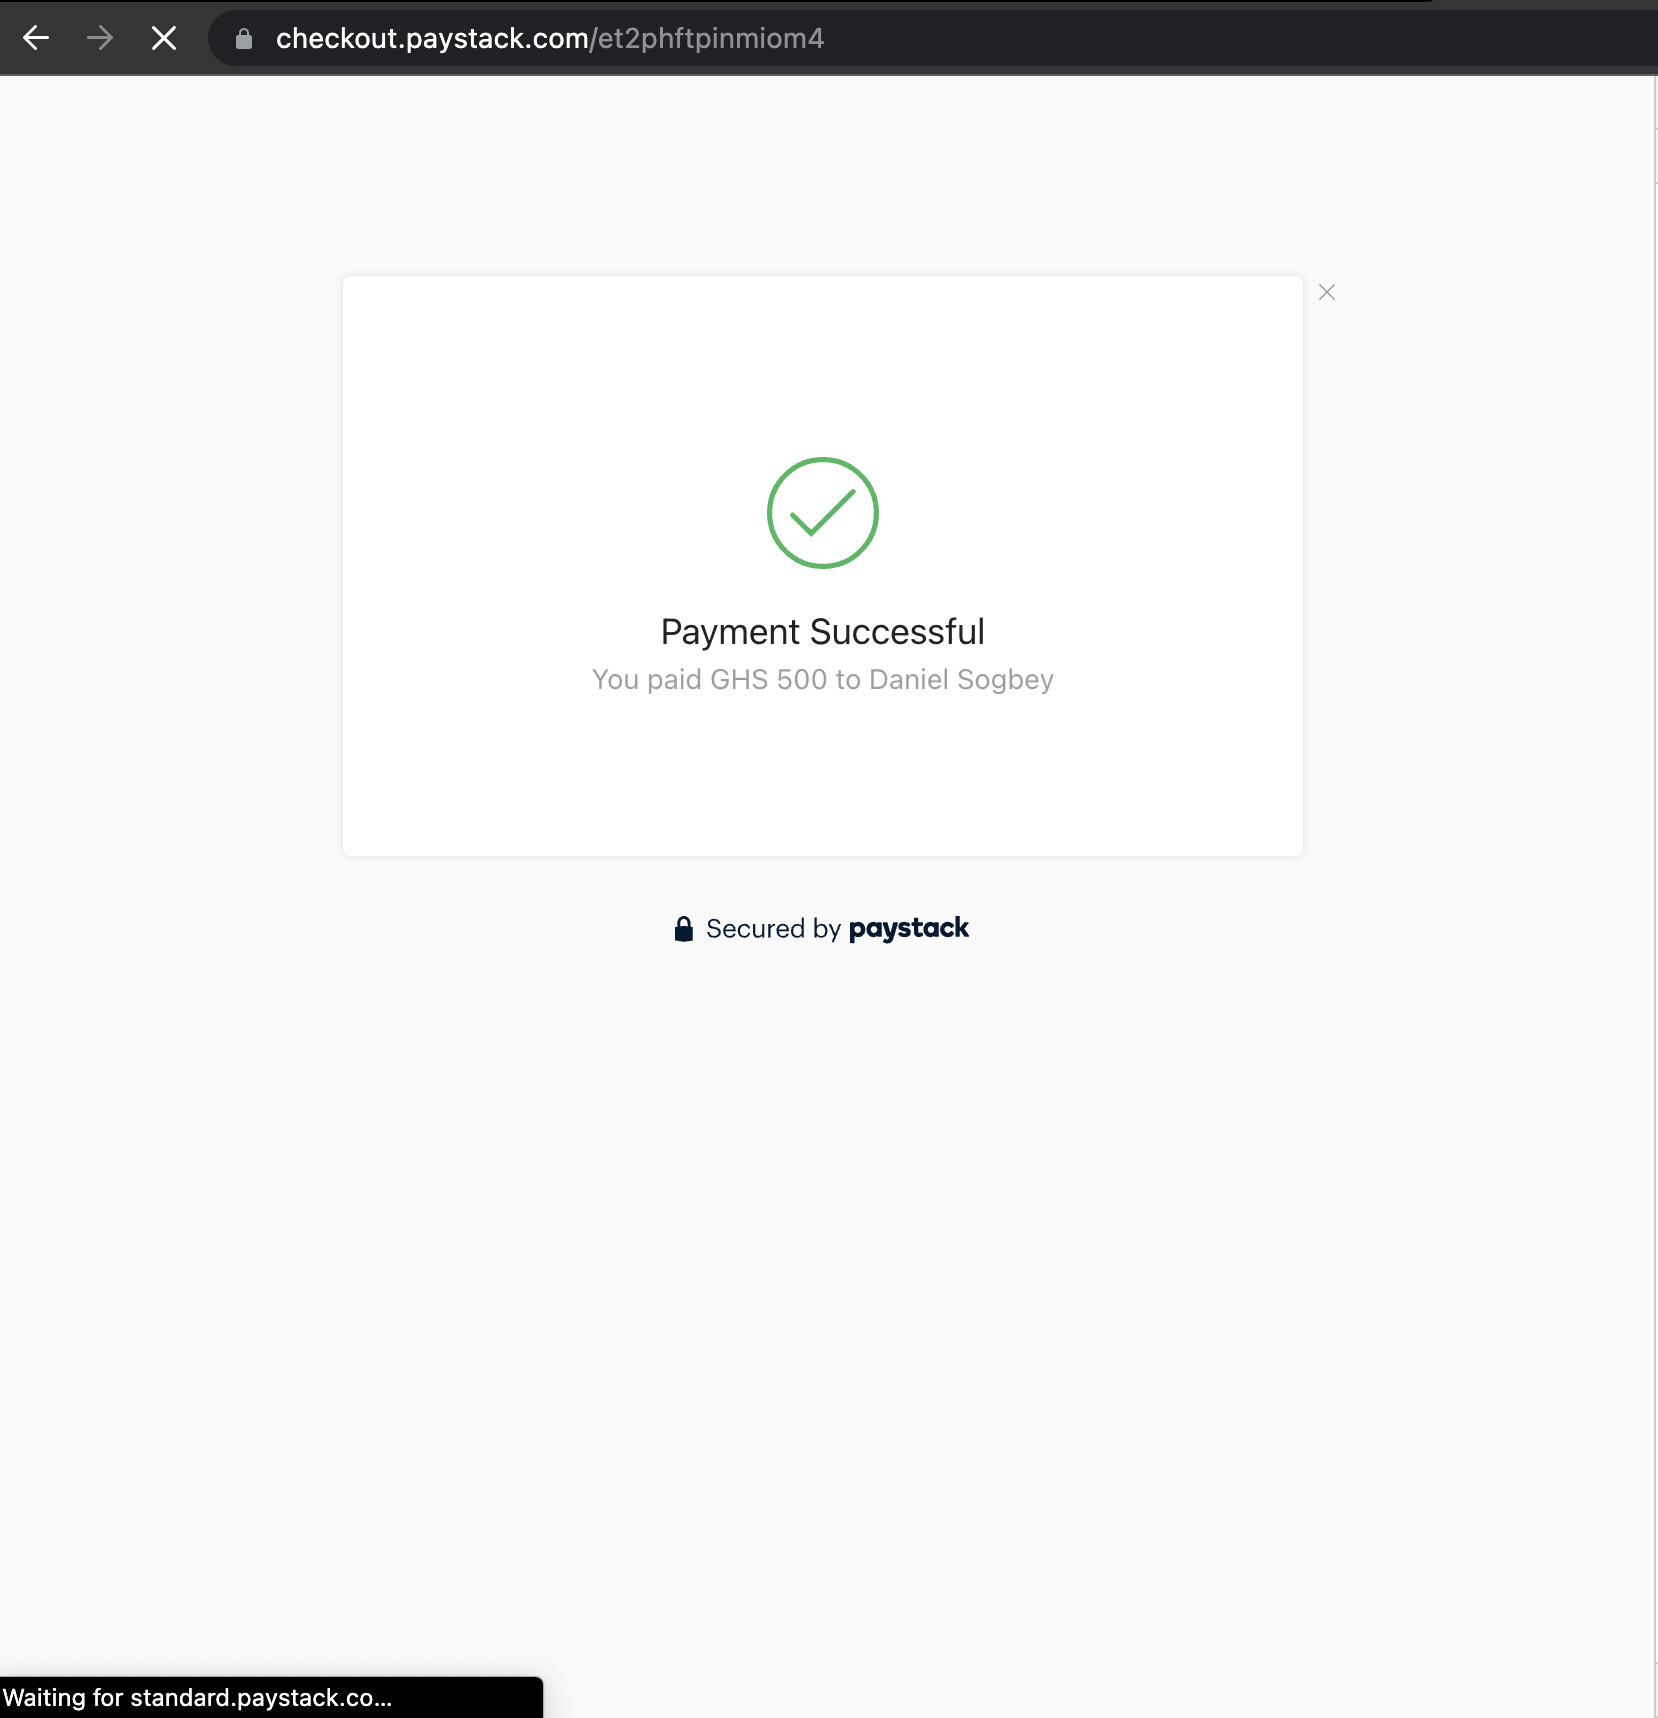 checkout.paystack.com/et2phftpinmiom4
Payment Successful
You paid GHS 500 to Daniel Sogbey
Secured by paystack
Waiting for standard.paystack.co...